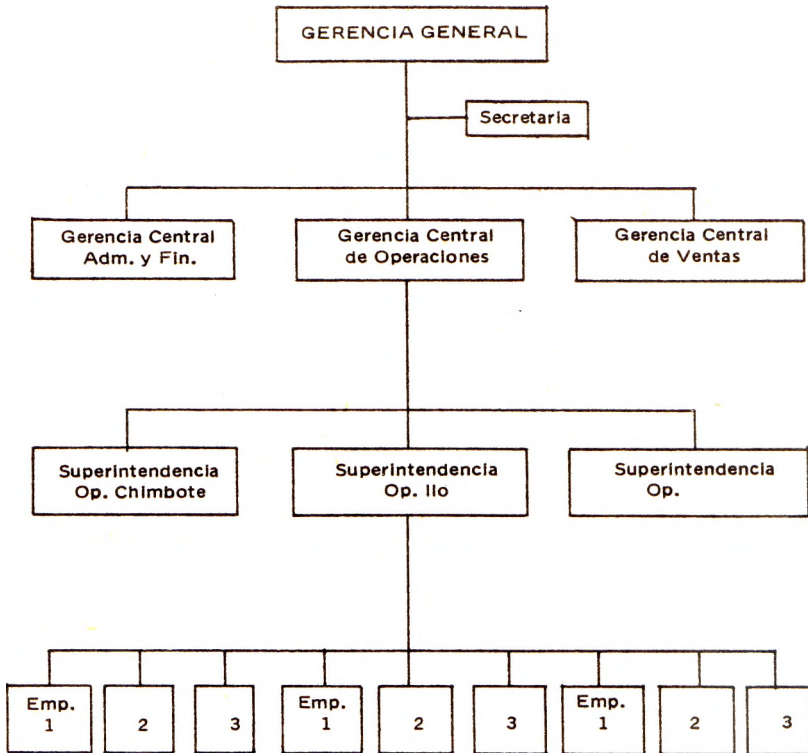 GERENCIA GENERAL
Secretaria
Gerencia Central
Adm. y Fin.
Gerencia Central
de Operaciones
Gerencia Central
de Ventas
Superintendencia
Op. Chimbote
Superintendencia
Op. Ilo
Superintendencia
Op.
Emp.
1
2
3
Emp.
1
2
3
Emp.
1
2
3